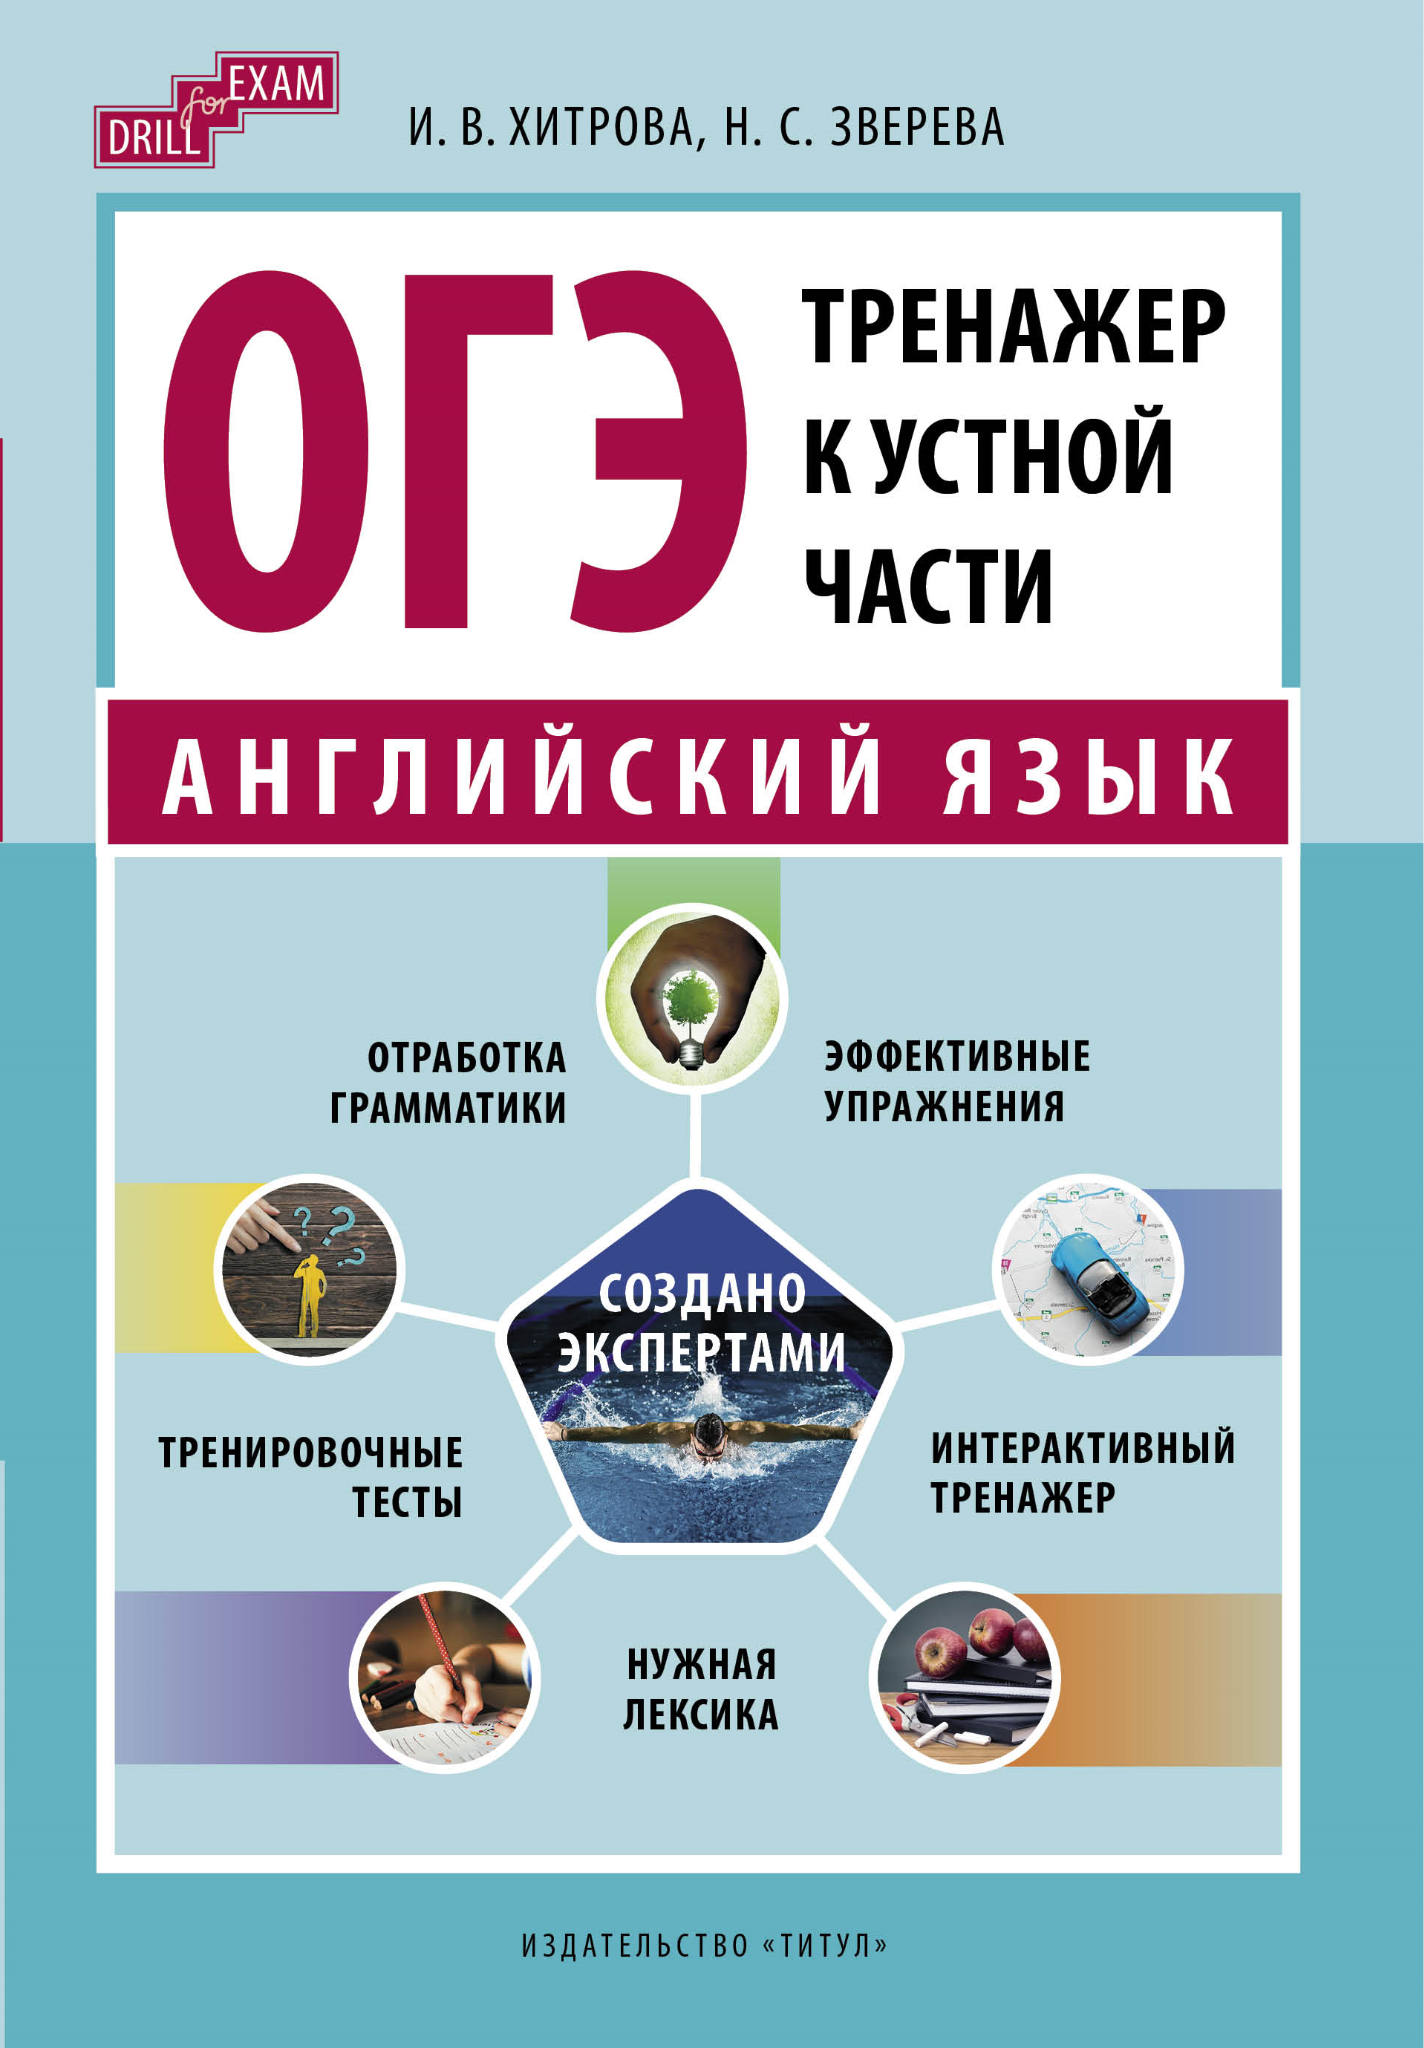 DRILL for EXAM
И. В. ХИТРОВА, Н. С. ЗВЕРЕВА
ОГЭ
ТРЕНАЖЕР
К УСТНОЙ
ЧАСТИ
АНГЛИЙСКИЙ ЯЗЫК
ОТРАБОТКА
ГРАММАТИКИ
ЭФФЕКТИВНЫЕ
УПРАЖНЕНИЯ
СОЗДАНО
ЭКСПЕРТАМИ
ТРЕНИРОВОЧНЫЕ
ТЕСТЫ
ИНТЕРАКТИВНЫЙ
ТРЕНАЖЕР
НУЖНАЯ
ЛЕКСИКА
ИЗДАТЕЛЬСТВО «ТИТУЛ»